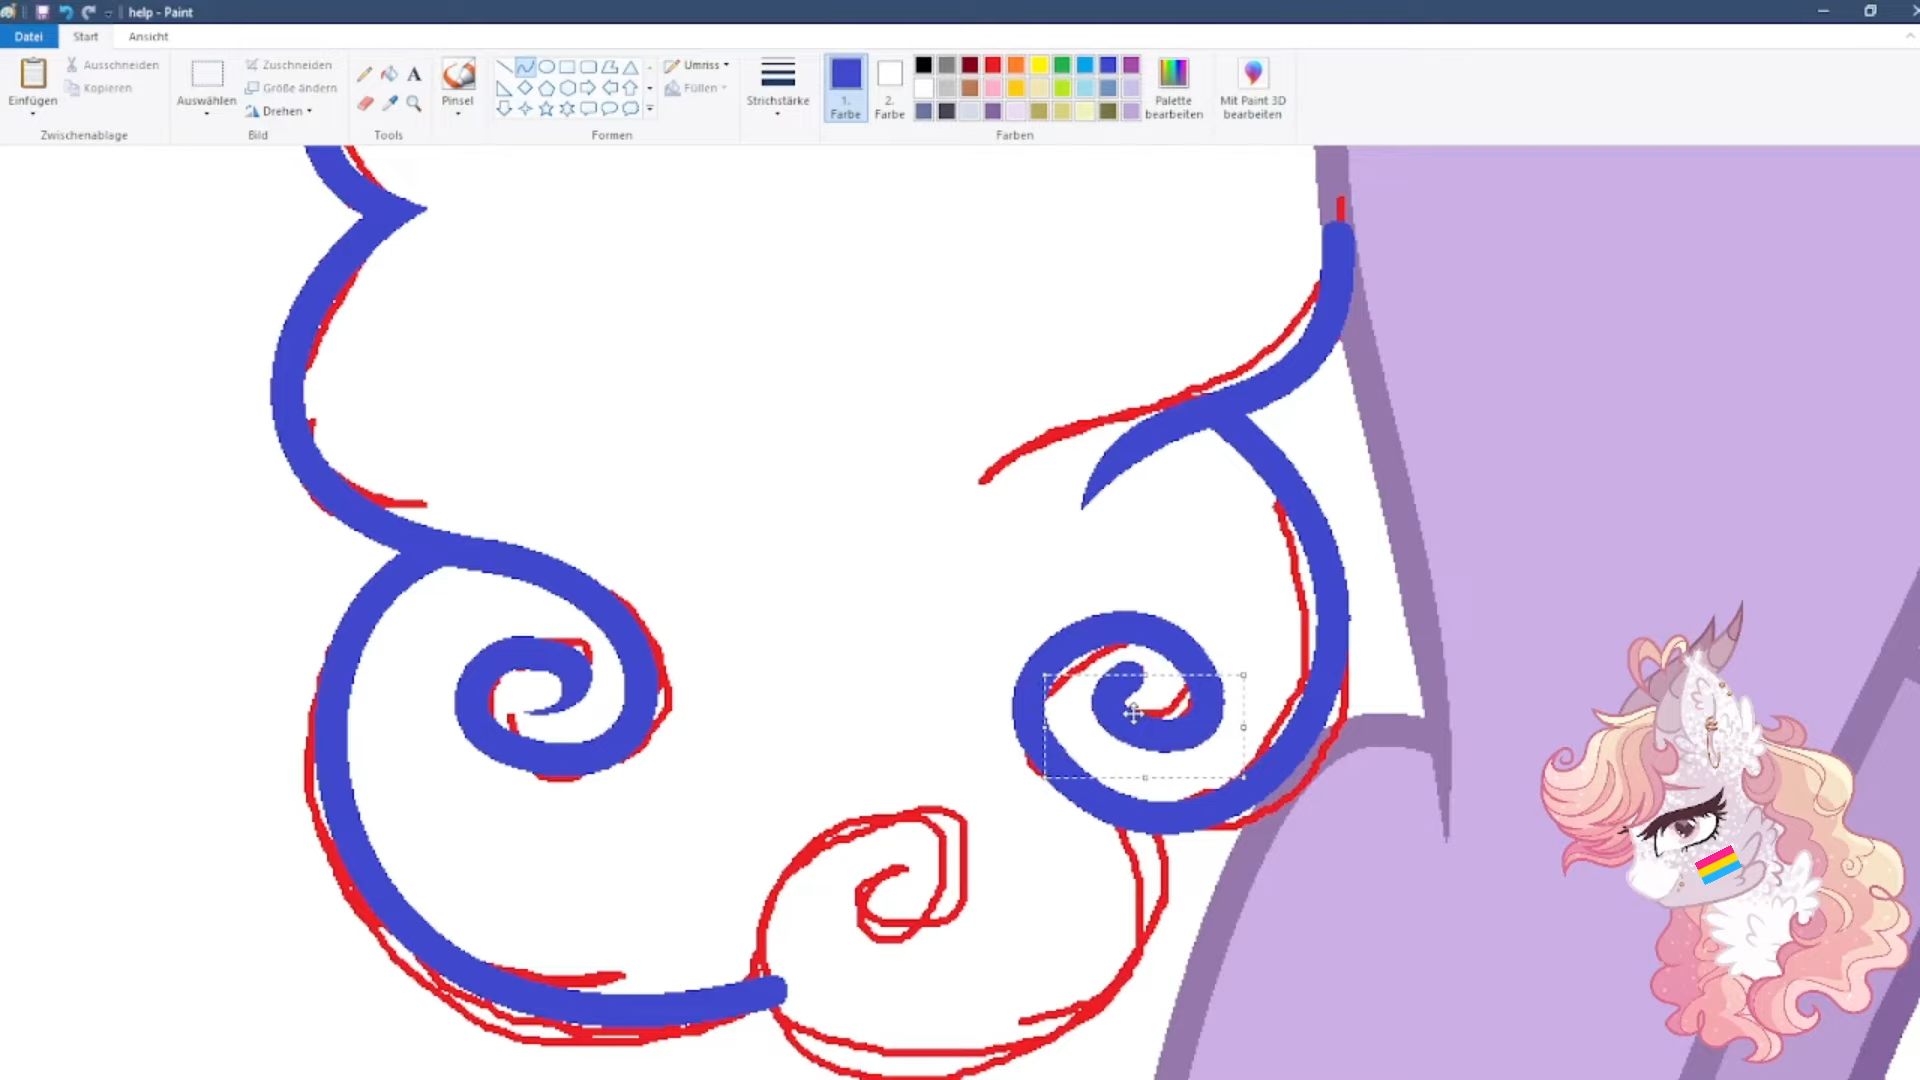 help - Paint
Datei Start Ansicht
Einfügen
Ausschneiden
Kopieren
Zwischenablage
Auswählen
Zuschneiden
Größe ändern
Drehen
Bild
A
Tools
Pinsel
Formen
Umriss
Füllen
Strichstärke
1.
Farbe
2.
Farbe
Farben
Palette
bearbeiten
Mit Paint 3D
bearbeiten